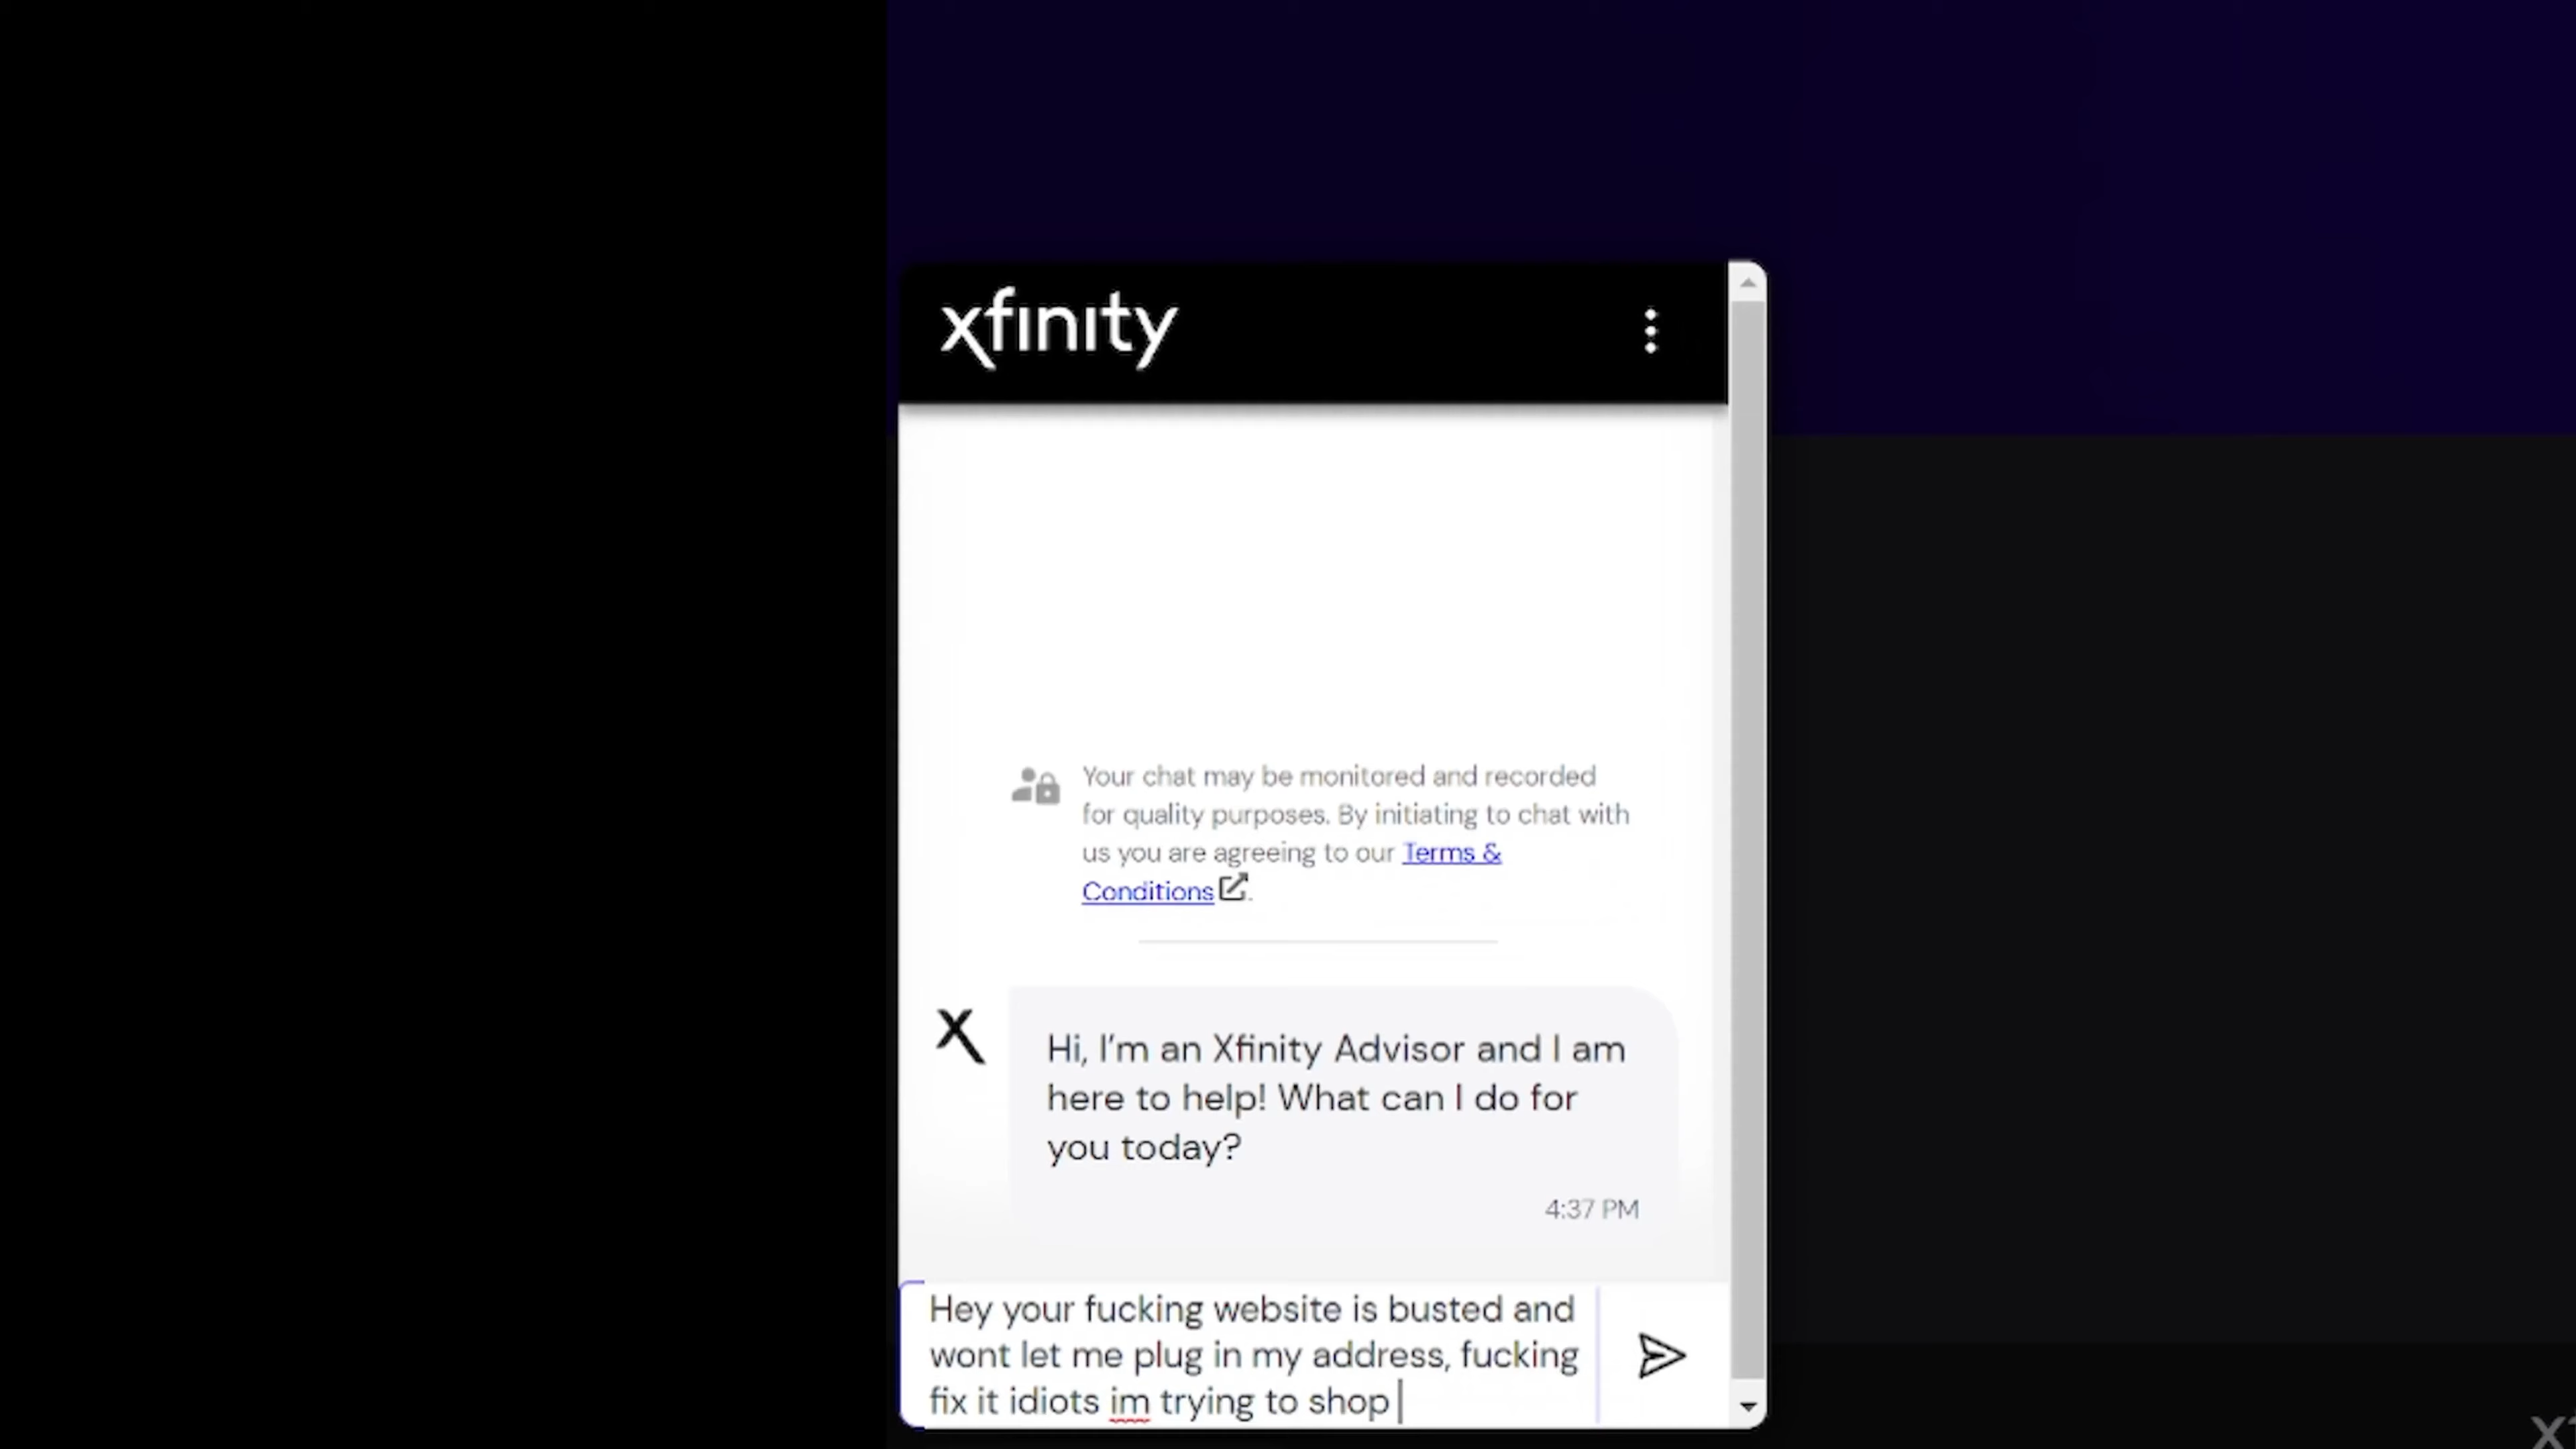 xfinity
Your chat may be monitored and recorded
for quality purposes. By initiating to chat with
us you are agreeing to our Terms &
Conditions.
X
Hi, I'm an Xfinity Advisor and I am
here to help! What can I do for
you today?
4:37 PM
Hey your fucking website is busted and
wont let me plug in my address, fucking
fix it idiots im trying to shop